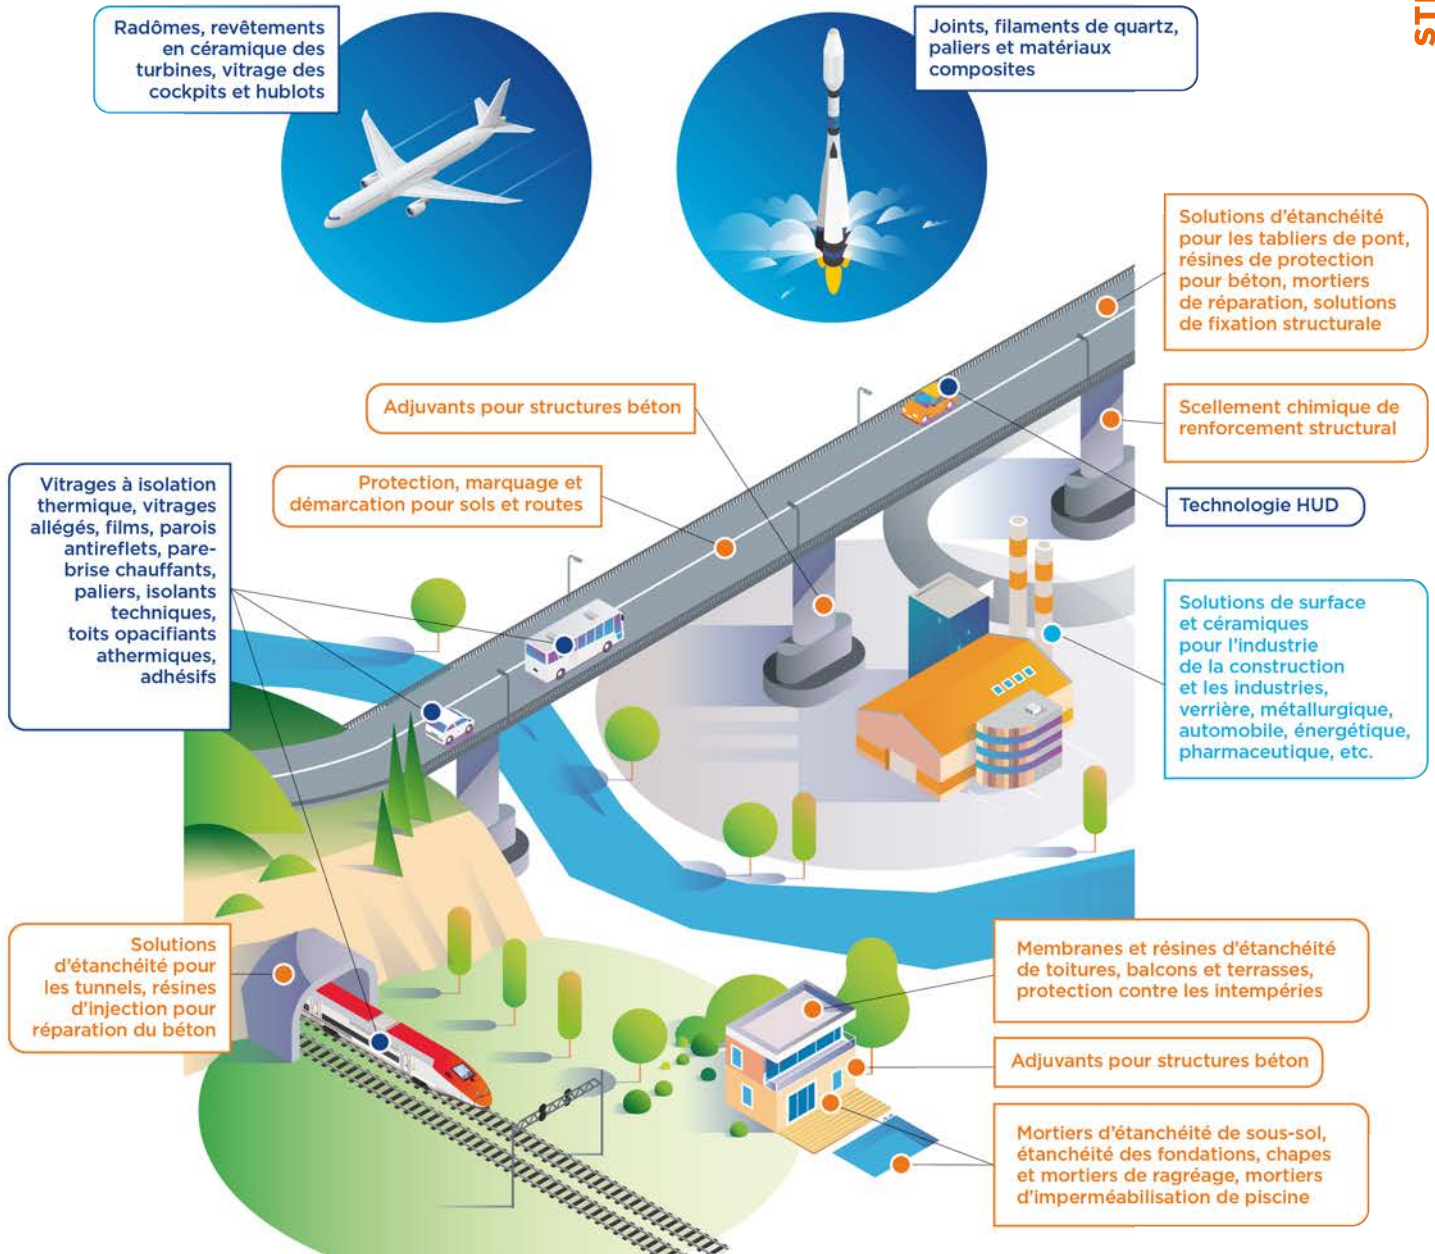 Radômes, revêtements
en céramique des
turbines, vitrage des
cockpits et hublots
Joints, filaments de quartz,
paliers et matériaux
composites
Solutions d'étanchéité
pour les tabliers de pont,
résines de protection
pour béton, mortiers
de réparation, solutions
de fixation structurale
Adjuvants pour structures béton
Scellement chimique de
renforcement structural
Protection, marquage et
démarcation pour sols et routes
Technologie HUD
Vitrages à isolation
thermique, vitrages
allégés, films, parois
antireflets, pare-
brise chauffants,
paliers, isolants
techniques,
toits opacifiants
athermiques,
adhésifs
Solutions de surface
et céramiques
pour l'industrie
de la construction
et les industries,
verrière, métallurgique,
automobile, énergétique,
pharmaceutique, etc.
Solutions
d'étanchéité pour
les tunnels, résines
d'injection pour
réparation du béton
Membranes et résines d'étanchéité
de toitures, balcons et terrasses,
protection contre les intempéries
Adjuvants pour structures béton
Mortiers d'étanchéité de sous-sol,
étanchéité des fondations, chapes
et mortiers de ragréage, mortiers
d'imperméabilisation de piscine